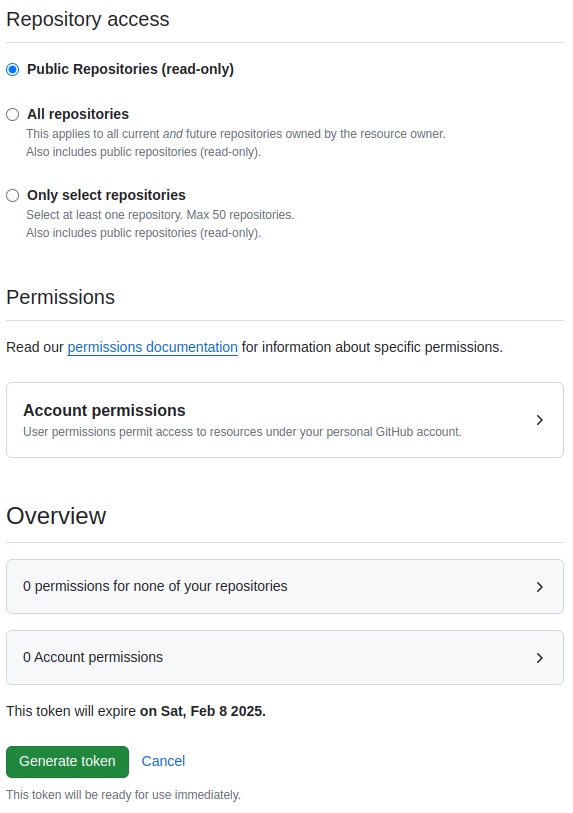 Repository access
Public Repositories (read-only)
All repositories
This applies to all current and future repositories owned by the resource owner.
Also includes public repositories (read-only).
Only select repositories
Select at least one repository. Max 50 repositories.
Also includes public repositories (read-only).
Permissions
Read our permissions documentation for information about specific permissions.
Account permissions
User permissions permit access to resources under your personal GitHub account.
Overview
0 permissions for none of your repositories
0 Account permissions
This token will expire on Sat, Feb 8 2025.
Generate token Cancel
This token will be ready for use immediately.